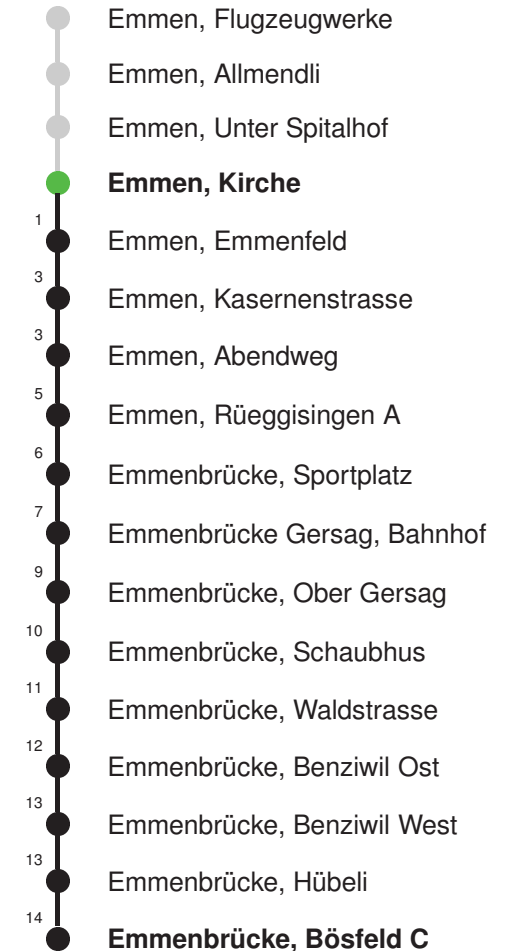 Emmen, Flugzeugwerke
Emmen, Allmendli
Emmen, Unter Spitalhof
Emmen, Kirche
1 Emmen, Emmenfeld
3 Emmen, Kasernenstrasse
3 Emmen, Abendweg
5 Emmen, Rüeggisingen A
6 Emmenbrücke, Sportplatz
7 Emmenbrücke Gersag, Bahnhof
9 Emmenbrücke, Ober Gersag
10 Emmenbrücke, Schaubhus
11 Emmenbrücke, Waldstrasse
12 Emmenbrücke, Benziwil Ost
13 Emmenbrücke, Benziwil West
13 Emmenbrücke, Hübeli
14 Emmenbrücke, Bösfeld C